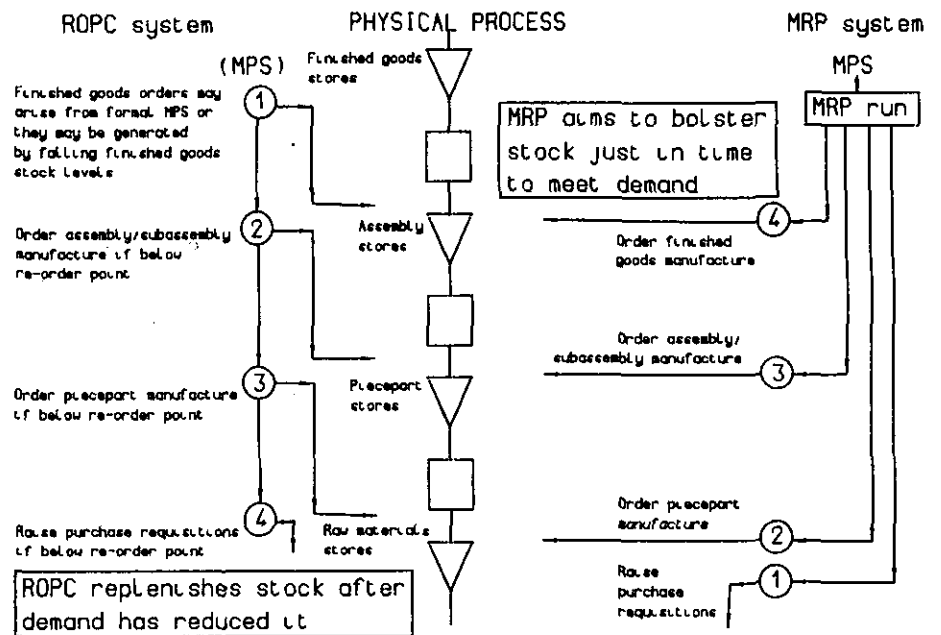 ROPC system
PHYSICAL PROCESS
MRP system
(MPS)
Finished goods
stores
MPS
MRP run
Finished goods orders may
arise from formal MPS or
they may be generated
by falling finished goods
stock levels
1
MRP aims to bolster
stock just in time
to meet demand
2
Order assembly/subassembly
manufacture if below
re-order point
Assembly
stores
4
Order finished
goods manufacture
3
Order piecepart manufacture
if below re-order point
Piecepart
stores
Order assembly/
subassembly manufacture
3
4
Raise purchase requisitions
if below re-order point
Raw materials
stores
Order piecepart
manufacture
2
Raise
purchase
requisitions
1
ROPC replenishes stock after
demand has reduced it